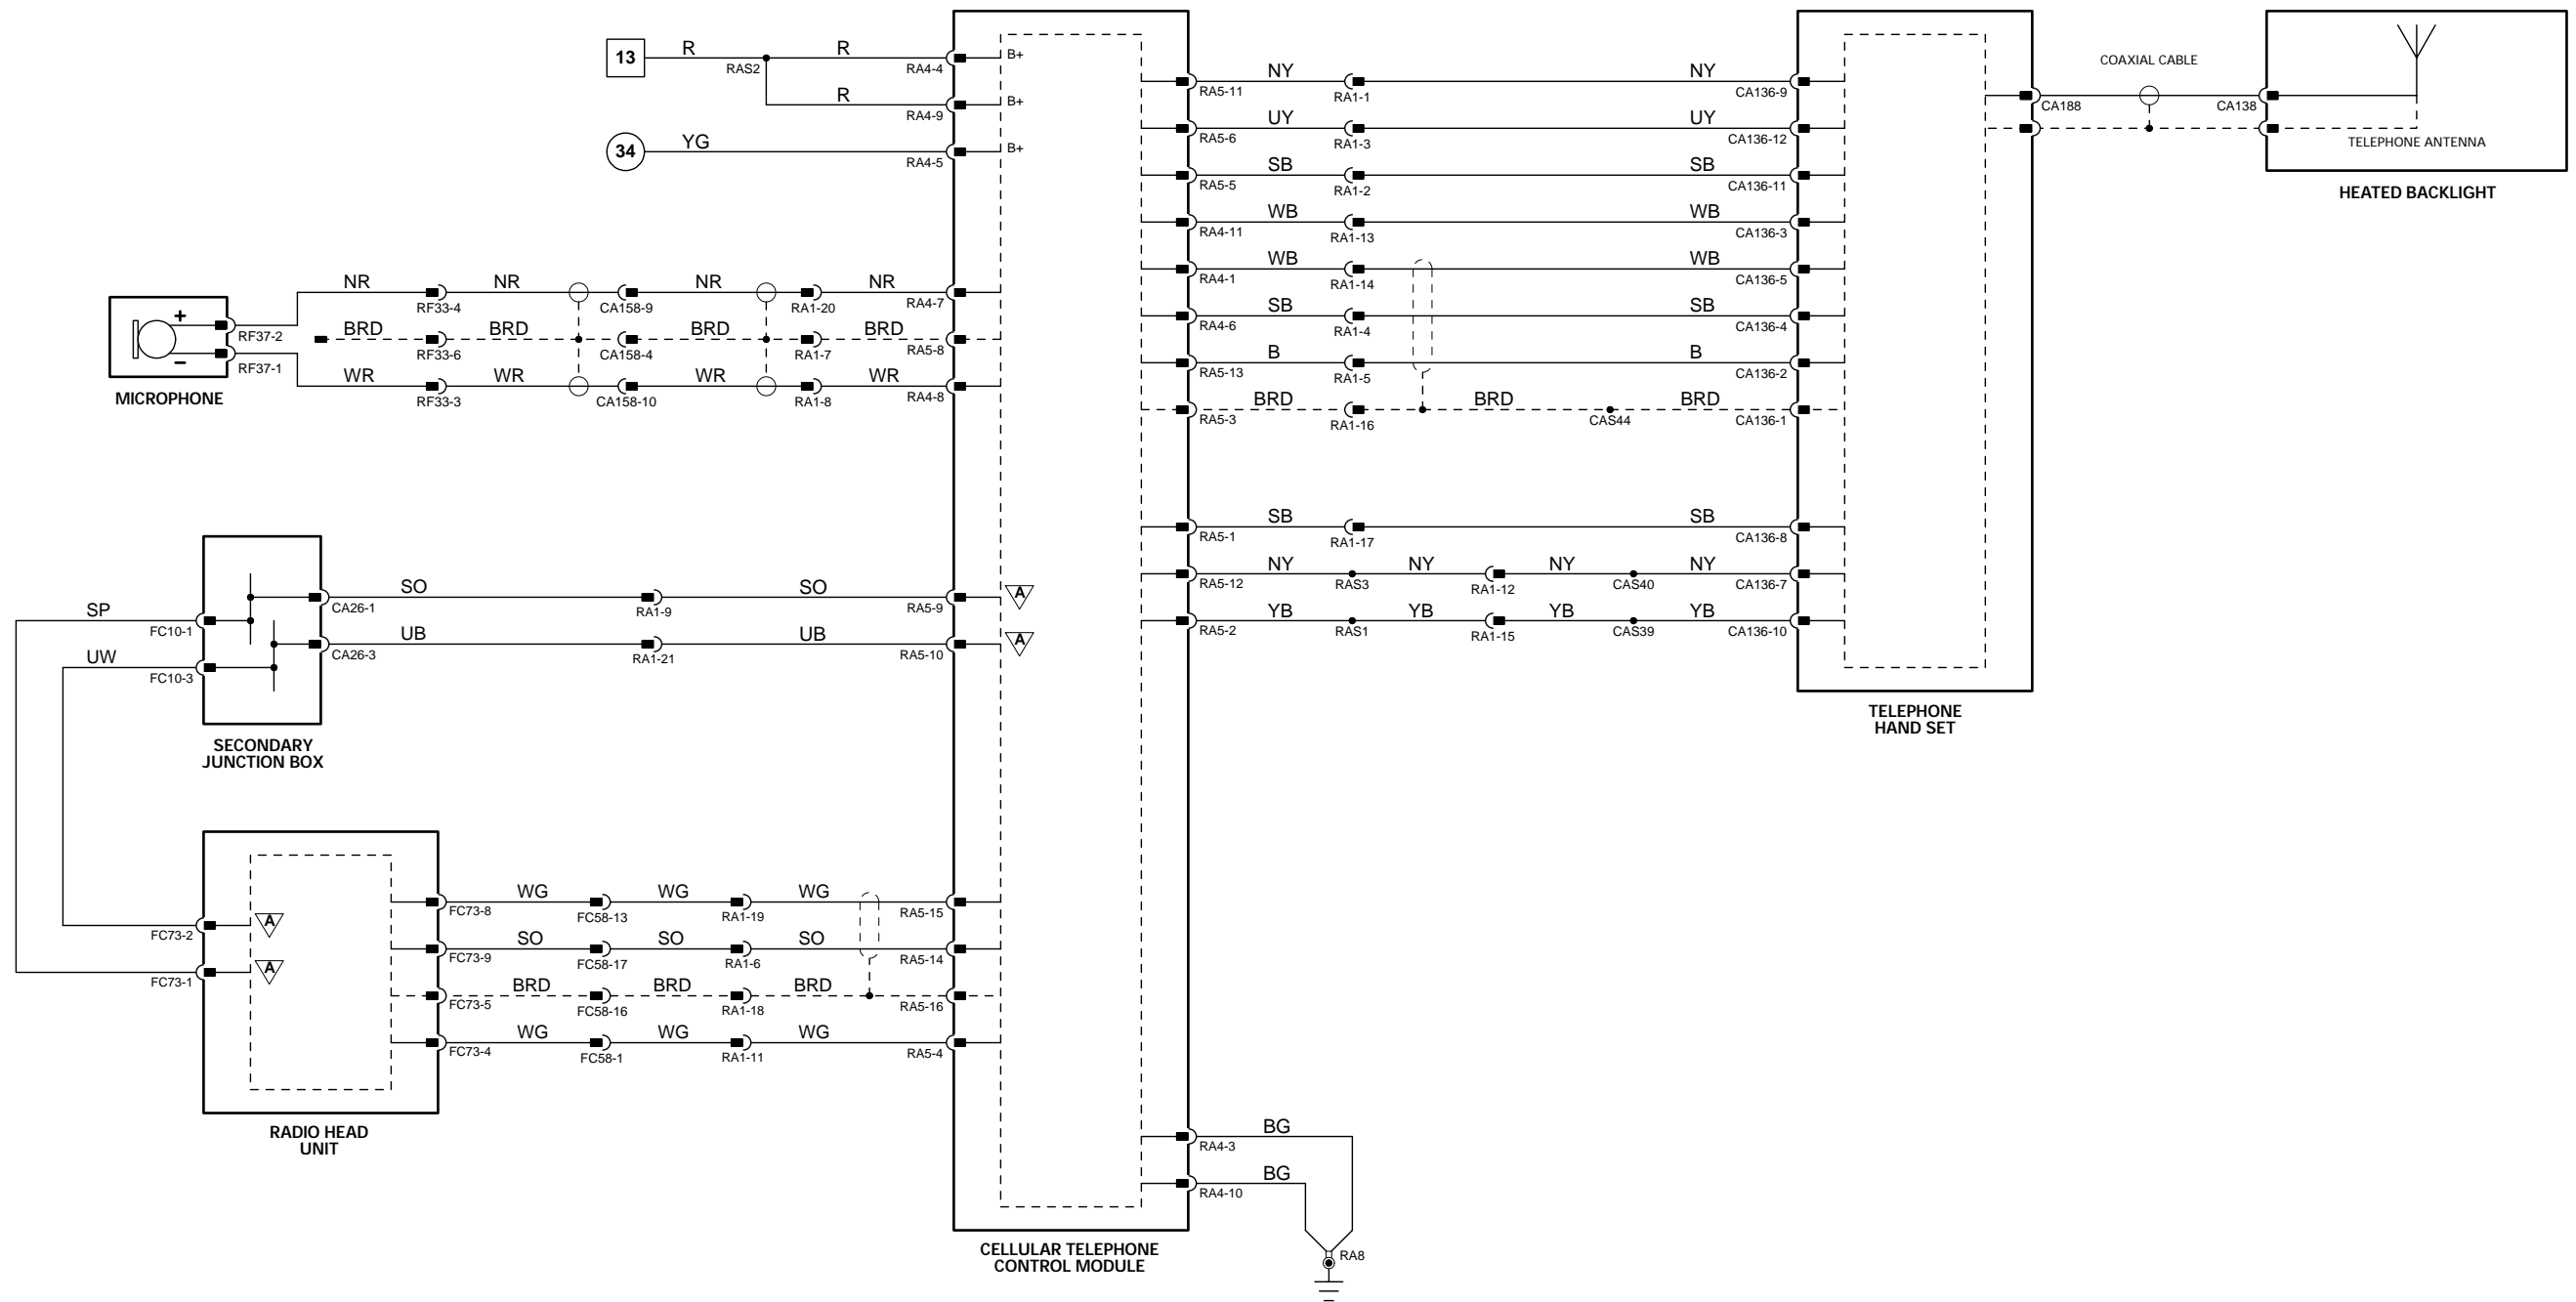 13
R
RAS2
R
RA4-4
B+
R
RA4-9
B+
34
YG
RA4-5
B+
MICROPHONE
+
–
RF37-2
RF37-1
NR
RF33-4
NR
CA158-9
NR
RA1-20
NR
RA4-7
BRD
RF33-6
BRD
CA158-4
BRD
RA1-7
BRD
RA5-8
WR
RF33-3
WR
CA158-10
WR
RA1-8
WR
RA4-8
SP
FC10-1
UW
FC10-3
CA26-1
SO
RA1-9
SO
RA5-9
A
CA26-3
UB
RA1-21
UB
RA5-10
A
SECONDARY
JUNCTION BOX
FC73-2
A
FC73-1
A
FC73-8
WG
FC58-13
WG
RA1-19
WG
RA5-15
FC73-9
SO
FC58-17
SO
RA1-6
SO
RA5-14
FC73-5
BRD
FC58-16
BRD
RA1-18
BRD
RA5-16
FC73-4
WG
FC58-1
WG
RA1-11
WG
RA5-4
RADIO HEAD
UNIT
CELLULAR TELEPHONE
CONTROL MODULE
RA5-11
NY
RA1-1
NY
CA136-9
RA5-6
UY
RA1-3
UY
CA136-12
RA5-5
SB
RA1-2
SB
CA136-11
RA4-11
WB
RA1-13
WB
CA136-3
RA4-1
WB
RA1-14
WB
CA136-5
RA4-6
SB
RA1-4
SB
CA136-4
RA5-13
B
RA1-5
B
CA136-2
RA5-3
BRD
RA1-16
BRD
CAS44
BRD
CA136-1
RA5-1
SB
RA1-17
SB
CA136-8
RA5-12
NY
RAS3
NY
RA1-12
NY
CAS40
NY
CA136-7
RA5-2
YB
RAS1
YB
RA1-15
YB
CAS39
YB
CA136-10
TELEPHONE
HAND SET
RA4-3
BG
RA4-10
BG
RA8
CA188
COAXIAL CABLE
CA138
TELEPHONE ANTENNA
HEATED BACKLIGHT